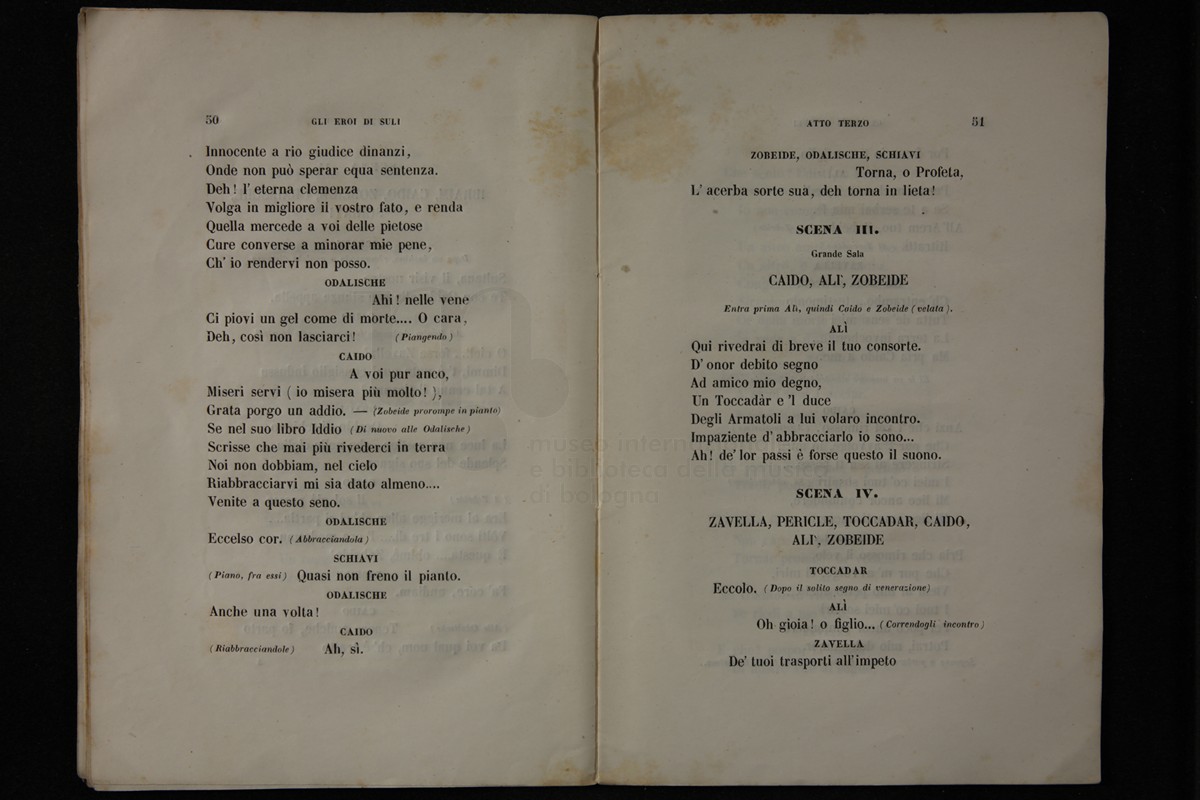 50
GLI EROI DI SULI
Innocente a rio giudice dinanzi,
Onde non può sperar equa sentenza.
Deh! l' eterna clemenza
Volga in migliore il vostro fato, e renda
Quella mercede a voi delle pietose
Cure converse a minorar mie pene,
Ch' io rendervi non posso.
ODALISCHE
Ahi! nelle vene
Ci piovi un gel come di morte.... O cara,
Deh, così non lasciarci! (Piangendo)
CAIDO
A voi pur anco,
Miseri servi ( io misera più molto! ),
Grata porgo un addio. — (Zobeide prorompe in pianto)
Se nel suo libro Iddio (Di nuovo alle Odalische)
Scrisse che mai più rivederci in terra
Noi non dobbiam, nel cielo
Riabbracciarvi mi sia dato almeno....
Venite a questo seno.
ODALISCHE
Eccelso cor. (Abbracciandola)
SCHIAVI
(Piano, fra essi) Quasi non freno il pianto.
ODALISCHE
Anche una volta!
CAIDO
(Riabbracciandole) Ah, sì.
ATTO TERZO
51
ZOBEIDE, ODALISCHE, SCHIAVI
Torna, o Profeta,
L' acerba sorte sua, deh torna in lieta!
SCENA III.
Grande Sala
CAIDO, ALI', ZOBEIDE
Entra prima Alì, quindi Caido e Zobeide (velata).
ALÌ
Qui rivedrai di breve il tuo consorte.
D' onor debito segno
Ad amico mio degno,
Un Toccadàr e 'l duce
Degli Armatoli a lui volaro incontro.
Impaziente d' abbracciarlo io sono...
Ah! de' lor passi è forse questo il suono.
SCENA IV.
ZAVELLA, PERICLE, TOCCADAR, CAIDO,
ALI', ZOBEIDE
TOCCADAR
Eccolo. (Dopo il solito segno di venerazione)
ALÌ
Oh gioia! o figlio... (Correndogli incontro)
ZAVELLA
De' tuoi trasporti all' impeto
museo inter
e biblioteca della musica
di bologna